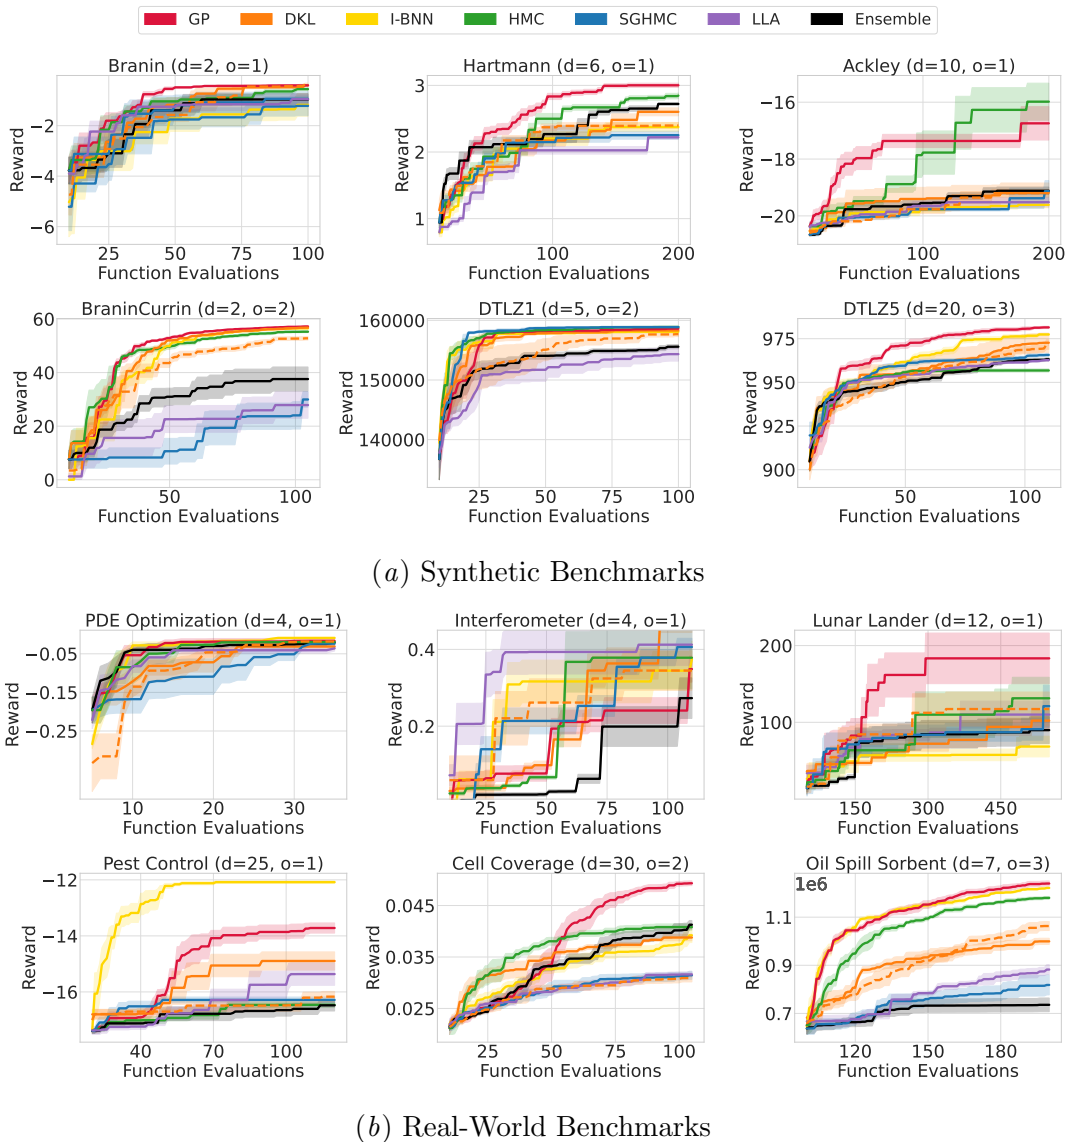 GP DKL I-BNN HMC SGHMC LLA Ensemble
Branin (d=2, o=1)
Reward
−2
−4
−6
25 50 75 100
Function Evaluations
Hartmann (d=6, o=1)
Reward
3
2
1
100 200
Function Evaluations
Ackley (d=10, o=1)
Reward
−16
−18
−20
100 200
Function Evaluations
BraninCurrin (d=2, o=2)
Reward
60
40
20
0
50 100
Function Evaluations
DTLZ1 (d=5, o=2)
Reward
160000
150000
140000
25 50 75 100
Function Evaluations
DTLZ5 (d=20, o=3)
Reward
975
950
925
900
50 100
Function Evaluations
(a) Synthetic Benchmarks
PDE Optimization (d=4, o=1)
Reward
−0.05
−0.15
−0.25
10 20 30
Function Evaluations
Interferometer (d=4, o=1)
Reward
0.4
0.2
25 50 75 100
Function Evaluations
Lunar Lander (d=12, o=1)
Reward
200
100
150 300 450
Function Evaluations
Pest Control (d=25, o=1)
Reward
−12
−14
−16
40 70 100
Function Evaluations
Cell Coverage (d=30, o=2)
Reward
0.045
0.035
0.025
25 50 75 100
Function Evaluations
Oil Spill Sorbent (d=7, o=3)
1e6
Reward
1.1
0.9
0.7
120 150 180
Function Evaluations
(b) Real-World Benchmarks